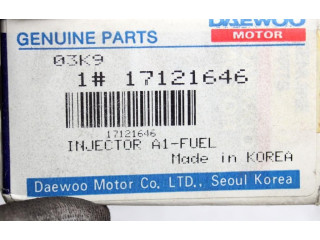 DAEWOO
GENUINE PARTS
MOTOR
03K9
1# 17121646
17121646
INJECTOR A1-FUEL
Made in KOREA
Daewoo Motor Co. LTD., Seoul Korea